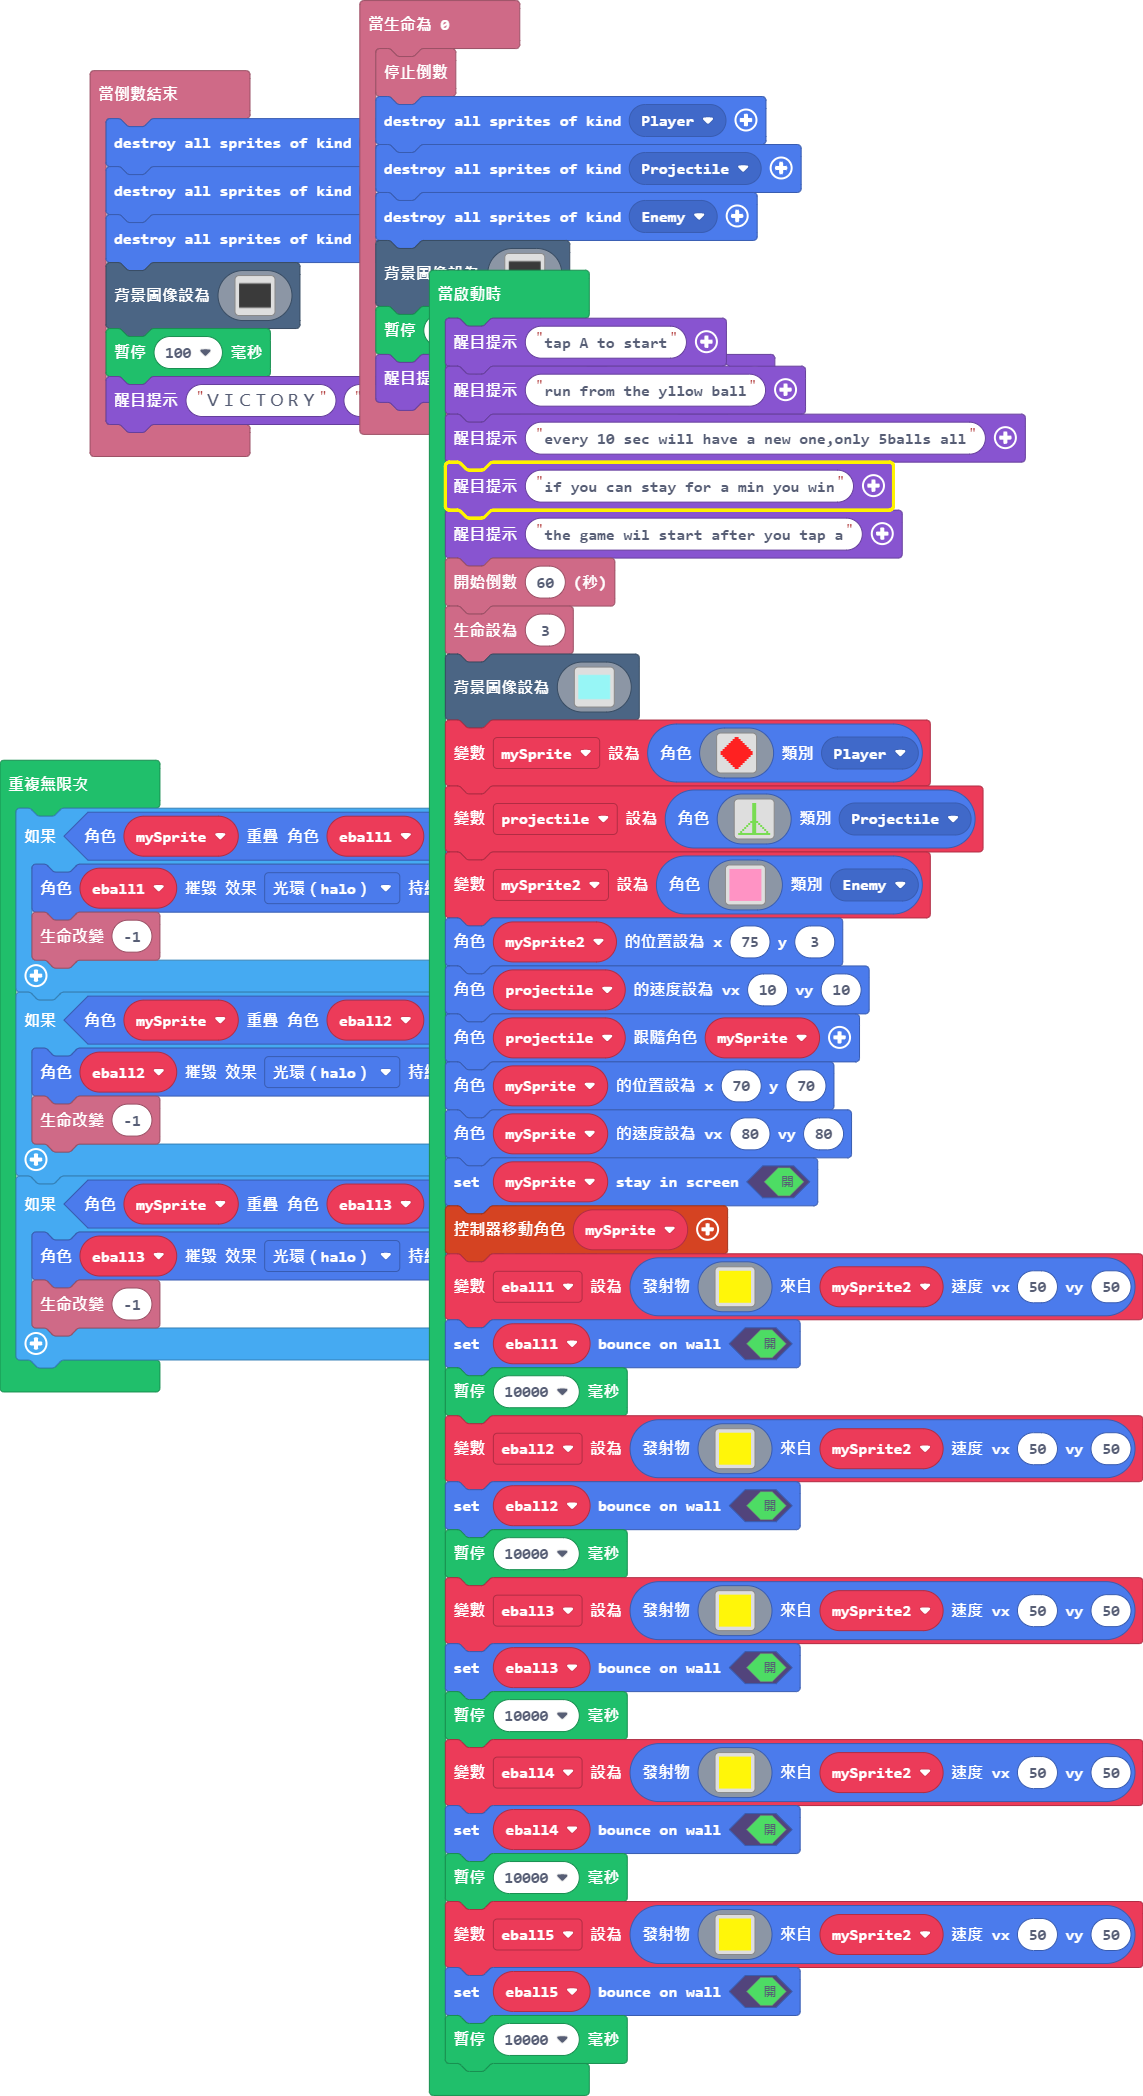 當生命為 0
停止倒數
destroy all sprites of kind Player
destroy all sprites of kind Projectile
destroy all sprites of kind Enemy
背景圖像設為
暫停
醒目提示
當倒數結束
destroy all sprites of kind
destroy all sprites of kind
destroy all sprites of kind
背景圖像設為
暫停 100 毫秒
醒目提示 "VICTORY" "
當啟動時
醒目提示 "tap A to start"
醒目提示 "run from the yllow ball"
醒目提示 "every 10 sec will have a new one,only 5balls all"
醒目提示 "if you can stay for a min you win"
醒目提示 "the game wil start after you tap a"
開始倒數 60 (秒)
生命設為 3
背景圖像設為
變數 mySprite 設為 角色 類別 Player
變數 projectile 設為 角色 類別 Projectile
變數 mySprite2 設為 角色 類別 Enemy
角色 mySprite2 的位置設為 x 75 y 3
角色 projectile 的速度設為 vx 10 vy 10
角色 projectile 跟隨角色 mySprite
角色 mySprite 的位置設為 x 70 y 70
角色 mySprite 的速度設為 vx 80 vy 80
set mySprite stay in screen 開
控制器移動角色 mySprite
變數 eball1 設為 發射物 來自 mySprite2 速度 vx 50 vy 50
set eball1 bounce on wall 開
暫停 10000 毫秒
變數 eball2 設為 發射物 來自 mySprite2 速度 vx 50 vy 50
set eball2 bounce on wall 開
暫停 10000 毫秒
變數 eball3 設為 發射物 來自 mySprite2 速度 vx 50 vy 50
set eball3 bounce on wall 開
暫停 10000 毫秒
變數 eball4 設為 發射物 來自 mySprite2 速度 vx 50 vy 50
set eball4 bounce on wall 開
暫停 10000 毫秒
變數 eball5 設為 發射物 來自 mySprite2 速度 vx 50 vy 50
set eball5 bounce on wall 開
暫停 10000 毫秒
重複無限次
如果 角色 mySprite 重疊 角色 eball1
角色 eball1 摧毀 效果 光環(halo) 持
生命改變 -1
如果 角色 mySprite 重疊 角色 eball2
角色 eball2 摧毀 效果 光環(halo) 持
生命改變 -1
如果 角色 mySprite 重疊 角色 eball3
角色 eball3 摧毀 效果 光環(halo) 持
生命改變 -1